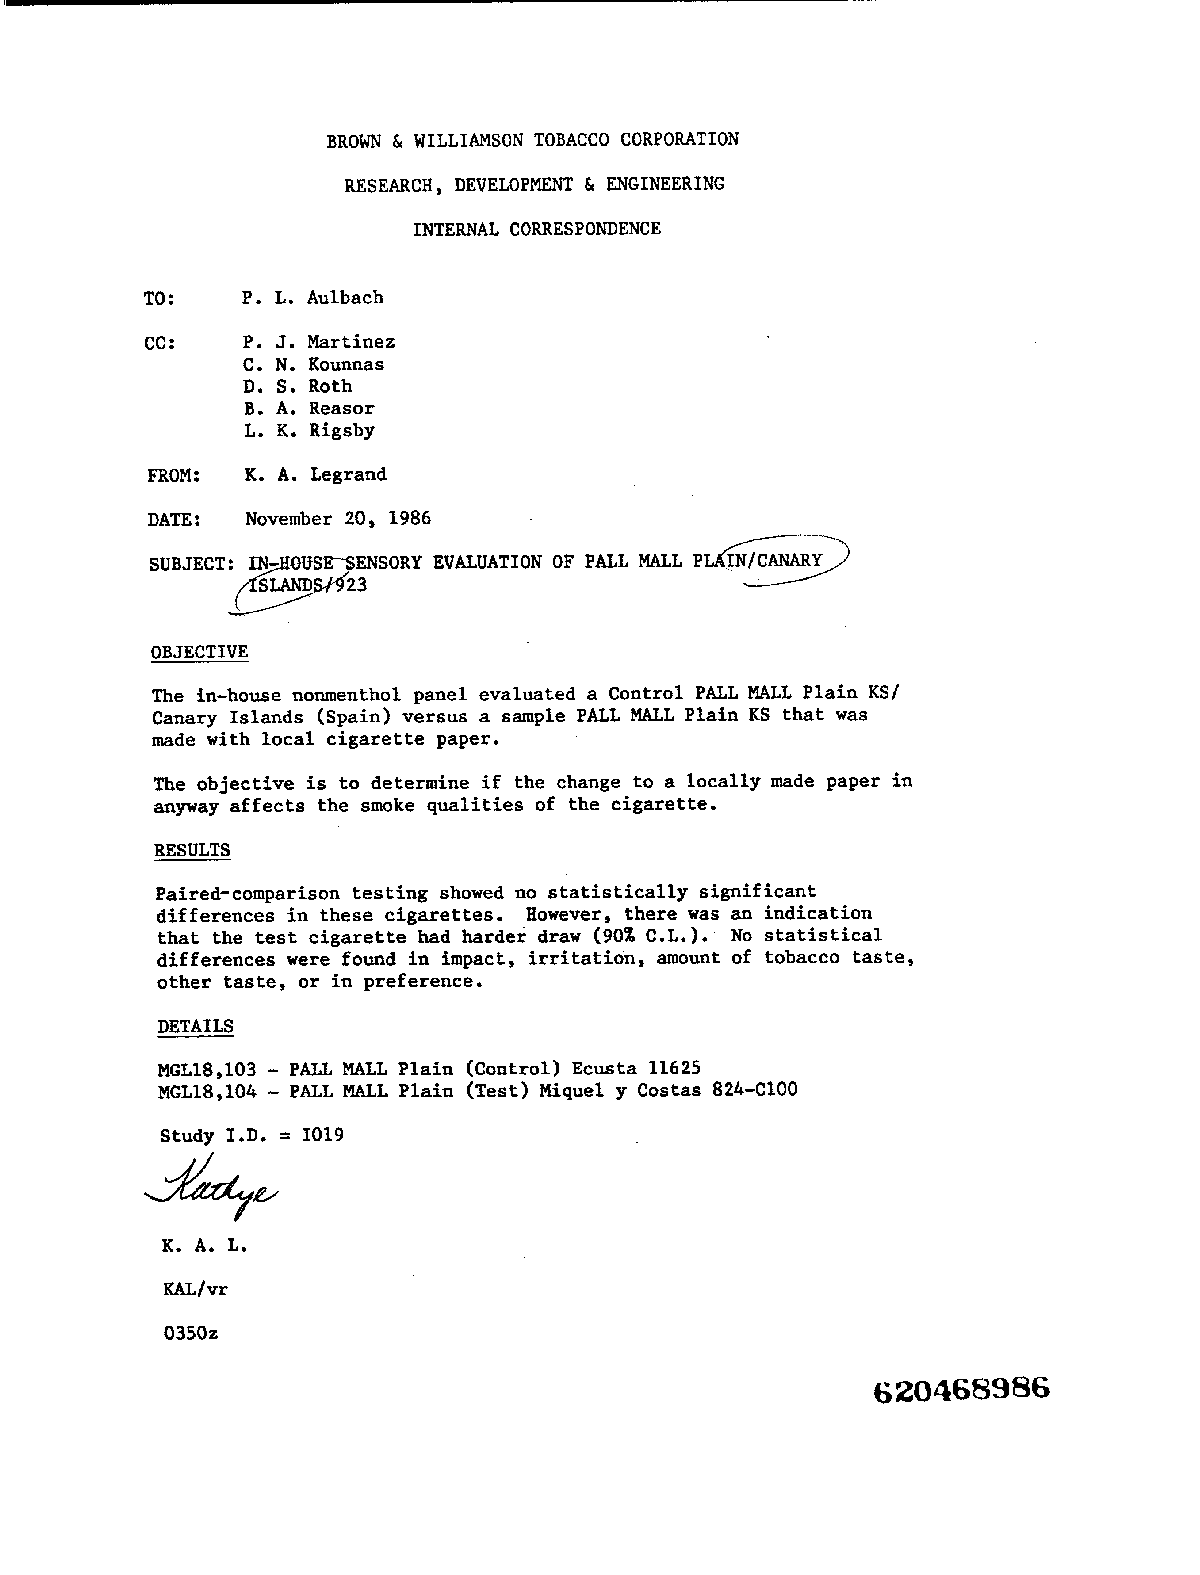 BROWN & WILLIAMSON TOBACCO CORPORATION
RESEARCH, DEVELOPMENT & ENGINEERING
INTERNAL CORRESPONDENCE
TO: P. L. Aulbach
CC: P. J. Martinez
C. N. Kounnas
D. S. Roth
B. A. Reasor
L. K. Rigsby
FROM: K. A. Legrand
DATE: November 20, 1986
SUBJECT: IN-HOUSE SENSORY EVALUATION OF PALL MALL PLAIN/CANARY
ISLANDS/923
OBJECTIVE
The in-house nonmenthol panel evaluated a Control PALL MALL Plain KS/
Canary Islands (Spain) versus a sample PALL MALL Plain KS that was
made with local cigarette paper.
The objective is to determine if the change to a locally made paper in
anyway affects the smoke qualities of the cigarette.
RESULTS
Paired-comparison testing showed no statistically significant
differences in these cigarettes. However, there was an indication
that the test cigarette had harder draw (90% C.L.). No statistical
differences were found in impact, irritation, amount of tobacco taste,
other taste, or in preference.
DETAILS
MGL18,103 - PALL MALL Plain (Control) Ecusta 11625
MGL18,104 - PALL MALL Plain (Test) Miquel y Costas 824-C100
Study I.D. = I019
Kathye
K. A. L.
KAL/vr
0350z
620468986